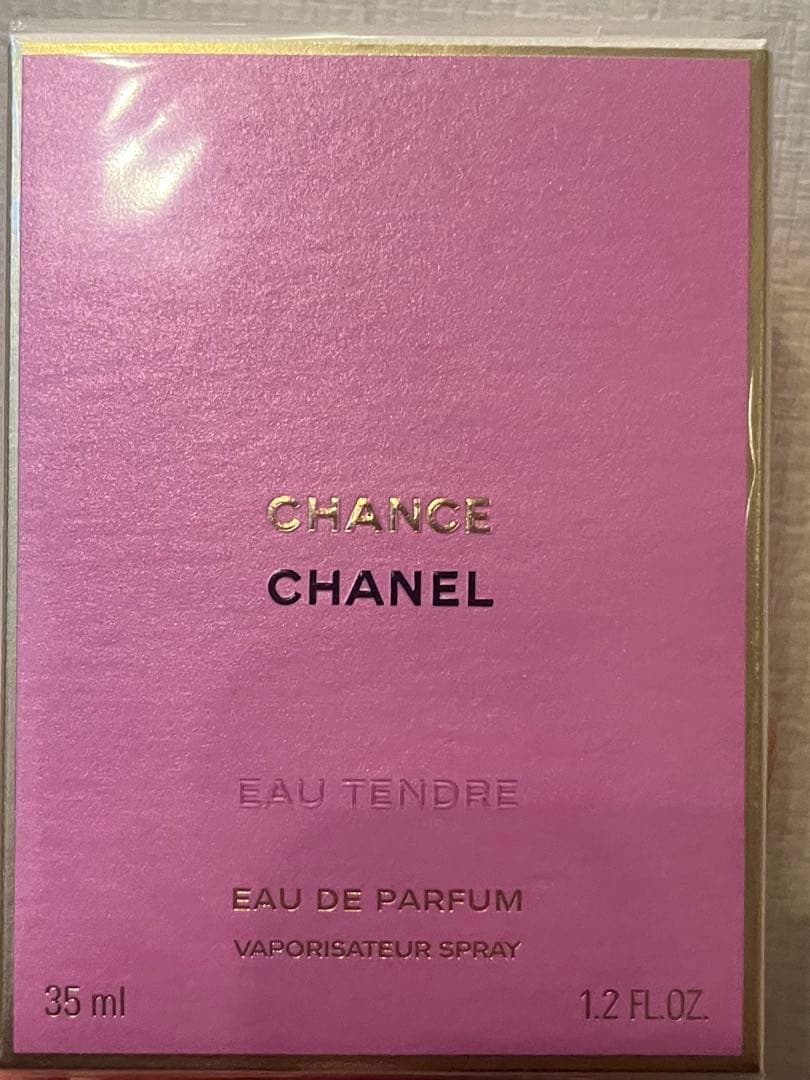 CHANCE
CHANEL
EAU TENDRE
EAU DE PARFUM
VAPORISATEUR SPRAY
35 ml 1.2 FL.OZ.